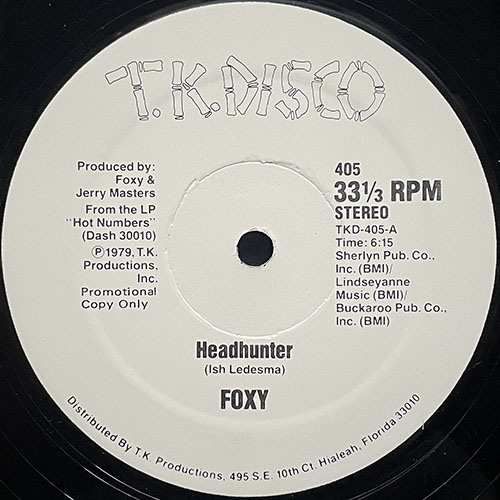 T.K. DISCO
Produced by:
Foxy &
Jerry Masters
From the LP
"Hot Numbers"
(Dash 30010)
℗ 1979, T.K.
Productions,
Inc.
Promotional
Copy Only
405
33 1/3 RPM
STEREO
TKD-405-A
Time: 6:15
Sherlyn Pub. Co.,
Inc. (BMI)/
Lindseyanne
Music (BMI)/
Buckaroo Pub. Co.,
Inc. (BMI)
Headhunter
(Ish Ledesma)
FOXY
Distributed By T.K. Productions, 495 S.E. 10th Ct. Hialeah, Florida 33010